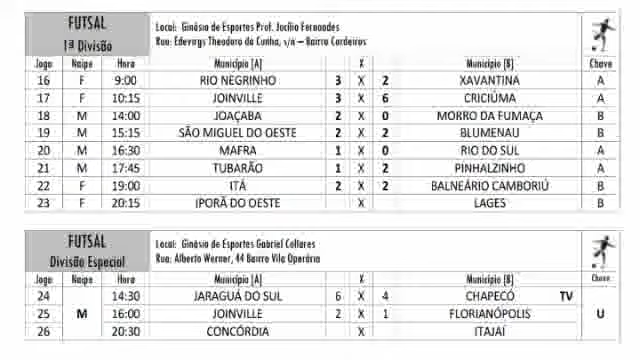 FUTSAL
1ª Divisão
Local: Ginásio de Esportes Prof. Jocílio Fernandes
Rua: Edevirgs Theodoro da Cunha, s/n – Bairro Cordeiros
Jogo Naipe Hora Município [A] X Município [B] Chave
16 F 9:00 RIO NEGRINHO 3 X 2 XAVANTINA A
17 F 10:15 JOINVILLE 3 X 6 CRICIÚMA A
18 M 14:00 JOAÇABA 2 X 0 MORRO DA FUMAÇA B
19 M 15:15 SÃO MIGUEL DO OESTE 2 X 2 BLUMENAU B
20 M 16:30 MAFRA 1 X 0 RIO DO SUL A
21 M 17:45 TUBARÃO 1 X 2 PINHALZINHO A
22 F 19:00 ITÁ 2 X 2 BALNEÁRIO CAMBORIÚ B
23 F 20:15 IPORÃ DO OESTE X LAGES B
FUTSAL
Divisão Especial
Local: Ginásio de Esportes Gabriel Collares
Rua: Alberto Werner, 44 Bairro Vila Operária
Jogo Naipe Hora Município [A] X Município [B] Chave
24 14:30 JARAGUÁ DO SUL 6 X 4 CHAPECÓ TV
25 M 16:00 JOINVILLE 2 X 1 FLORIANÓPOLIS U
26 20:30 CONCÓRDIA X ITAJAÍ